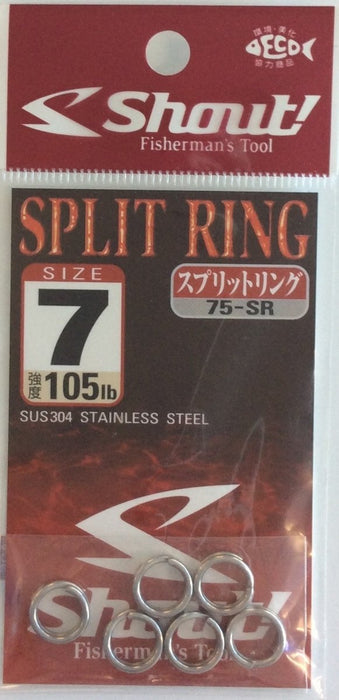 環境・美化
ECO
協力商品
Shout!
Fisherman's Tool
SPLIT RING
SIZE
7
強度 105lb
スプリットリング
75-SR
SUS304 STAINLESS STEEL
Shout!
Fisherman's Tool